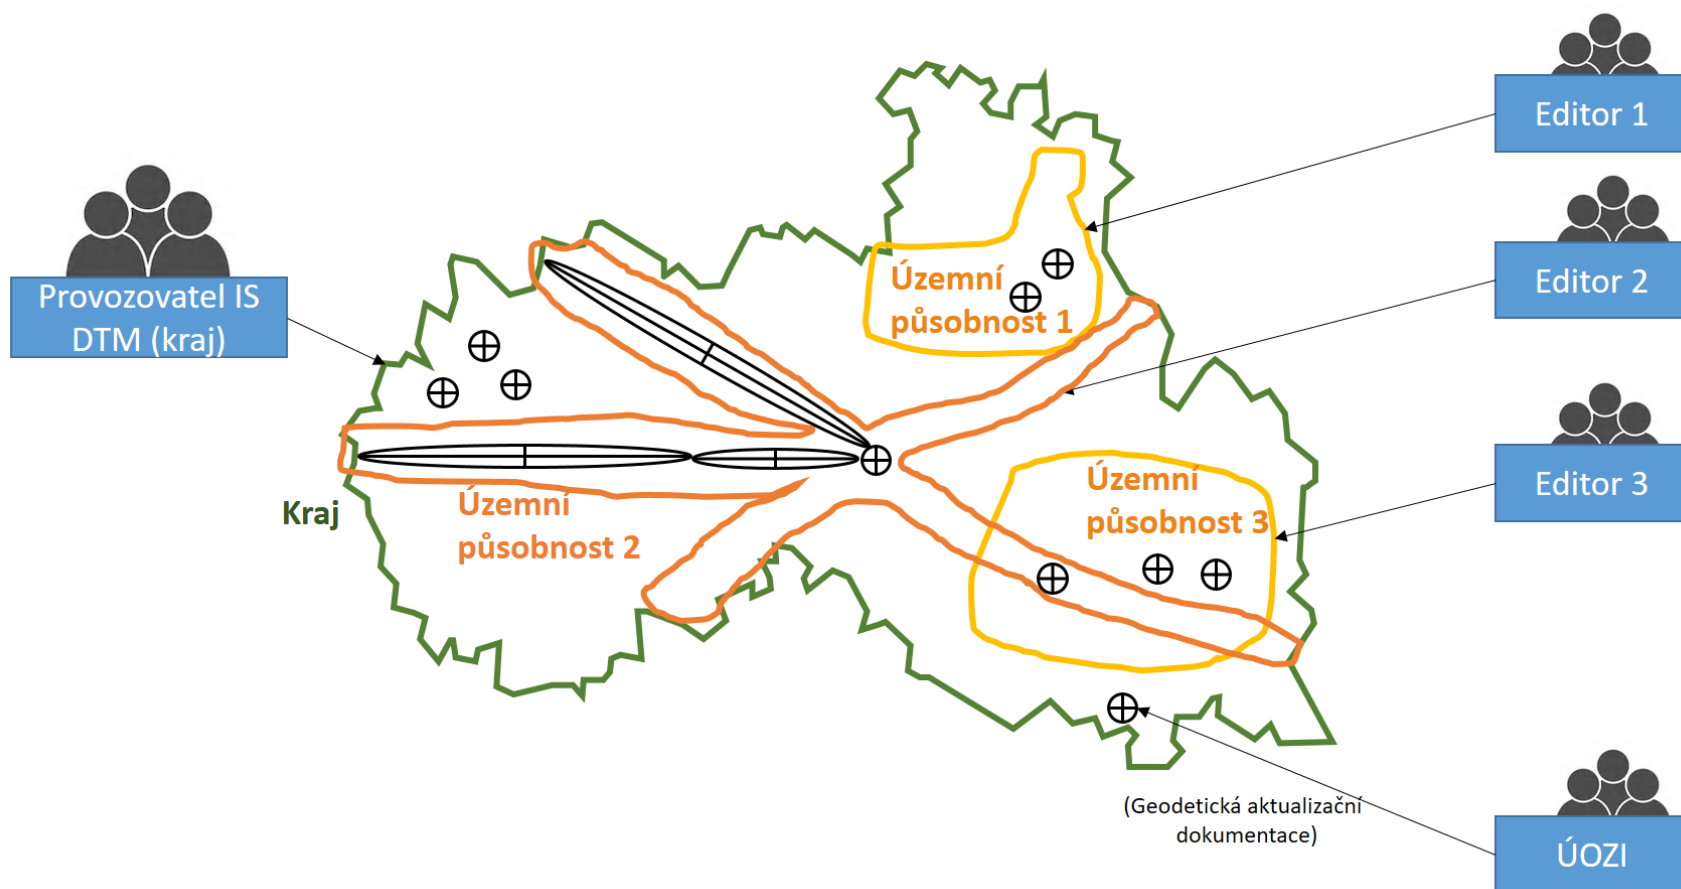 Editor 1
Editor 2
Provozovatel IS
DTM (kraj)
Územní
působnost 1
Kraj
Územní
působnost 2
Územní
působnost 3
Editor 3
(Geodetická aktualizační
dokumentace)
ÚOZI